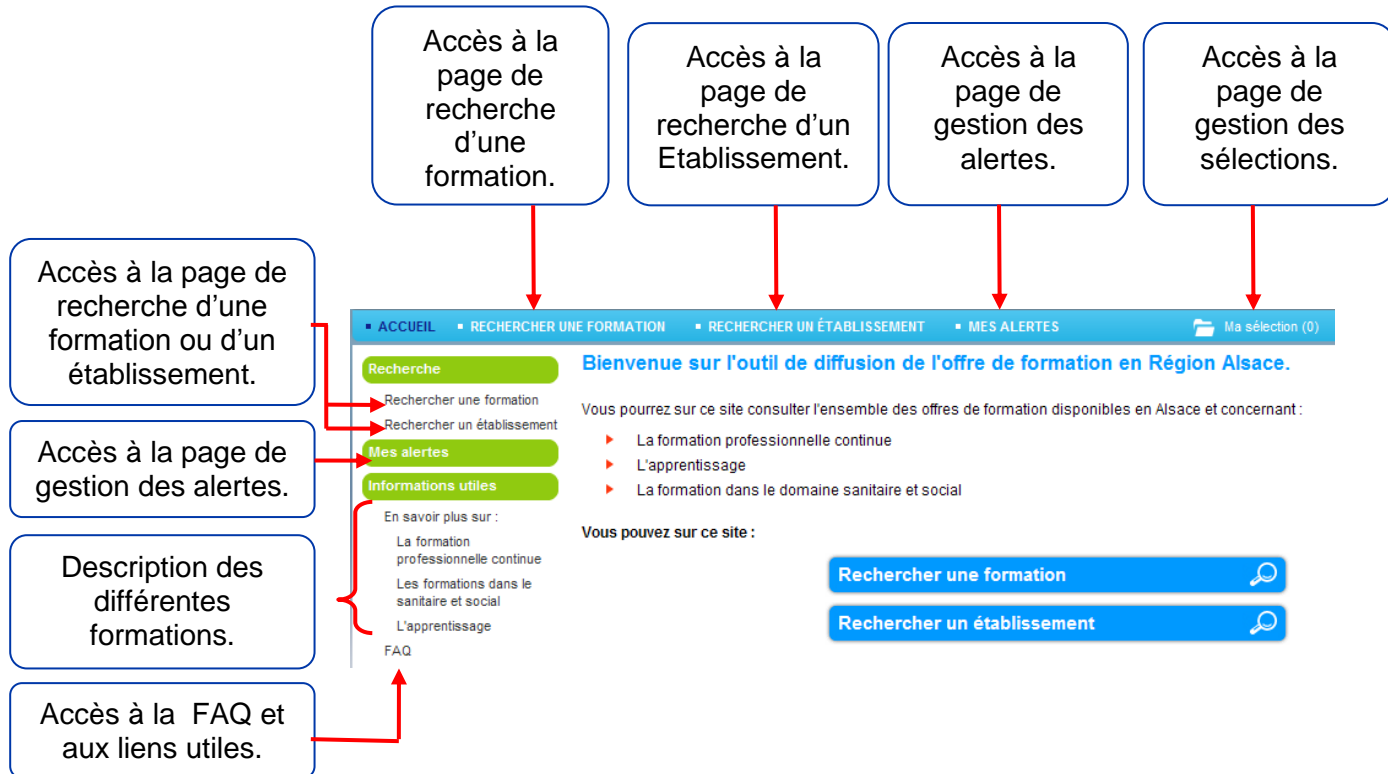 Accès à la
page de
recherche
d’une
formation.
Accès à la
page de
recherche d’un
Etablissement.
Accès à la
page de
gestion des
alertes.
Accès à la
page de
gestion des
sélections.
Accès à la page de
recherche d’une
formation ou d’un
établissement.
Accès à la page de
gestion des alertes.
Description des
différentes
formations.
Accès à la  FAQ et
aux liens utiles.
ACCUEIL RECHERCHER UNE FORMATION RECHERCHER UN ÉTABLISSEMENT MES ALERTES Ma sélection (0)
Recherche
Rechercher une formation
Rechercher un établissement
Mes alertes
Informations utiles
En savoir plus sur :
La formation
professionnelle continue
Les formations dans le
sanitaire et social
L'apprentissage
FAQ
Bienvenue sur l'outil de diffusion de l'offre de formation en Région Alsace.
Vous pourrez sur ce site consulter l'ensemble des offres de formation disponibles en Alsace et concernant :
La formation professionnelle continue
L'apprentissage
La formation dans le domaine sanitaire et social
Vous pouvez sur ce site :
Rechercher une formation
Rechercher un établissement